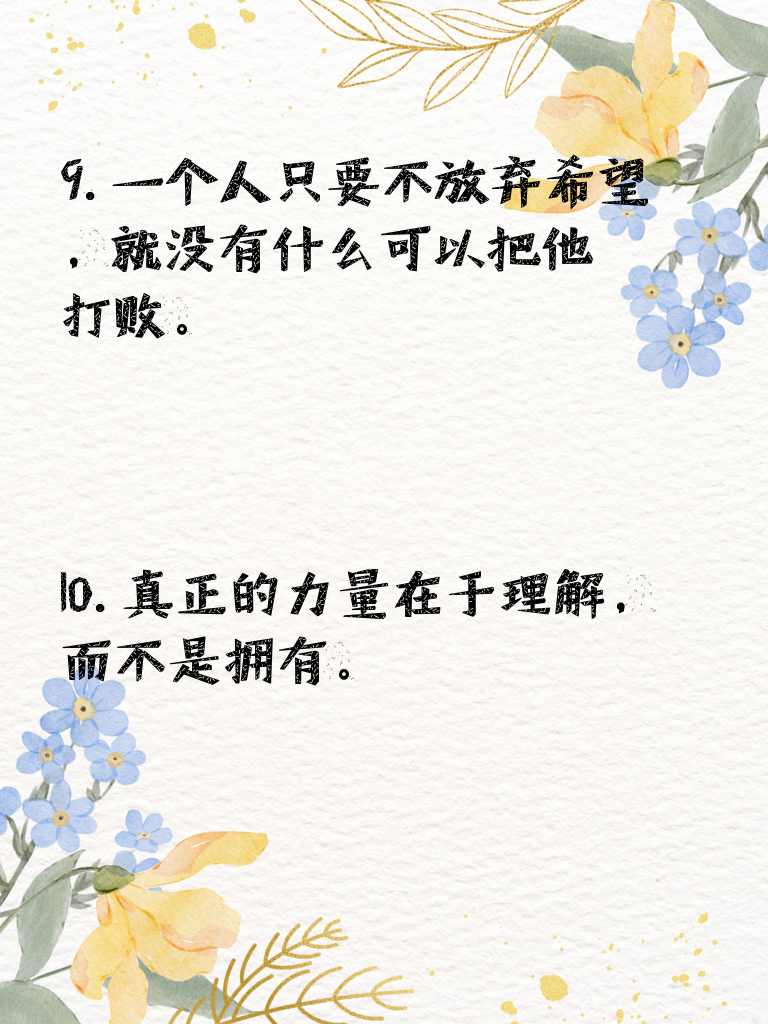 9.一个人只要不放弃希望
，就没有什么可以把他
打败。
10.真正的力量在于理解，
而不是拥有。